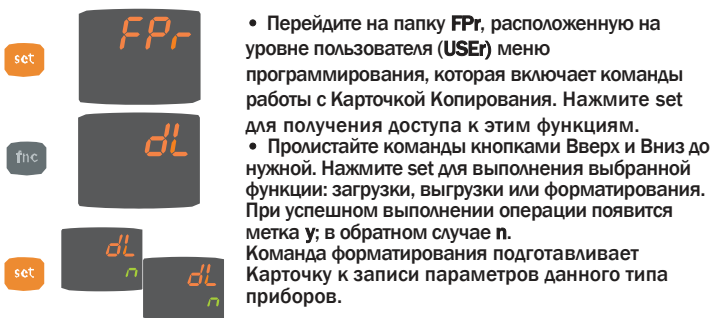 set
FPr
• Перейдите на папку FPr, расположенную на
уровне пользователя (USEr) меню
программирования, которая включает команды
работы с Карточкой Копирования. Нажмите set
для получения доступа к этим функциям.
fnc
dL
• Пролистайте команды кнопками Вверх и Вниз до
нужной. Нажмите set для выполнения выбранной
функции: загрузки, выгрузки или форматирования.
При успешном выполнении операции появится
метка y; в обратном случае n.
Команда форматирования подготавливает
Карточку к записи параметров данного типа
приборов.
set
dL
n
dL
n